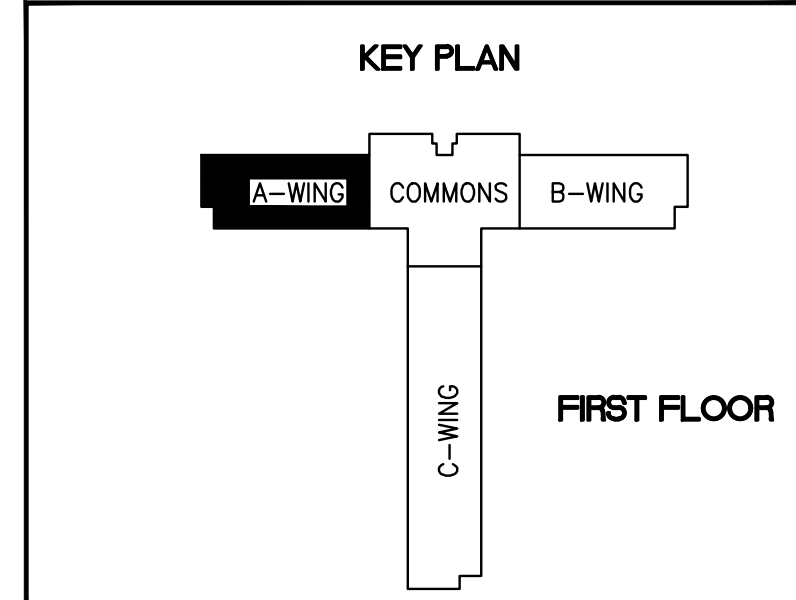 KEY PLAN
A-WING
COMMONS
B-WING
C-WING
FIRST FLOOR